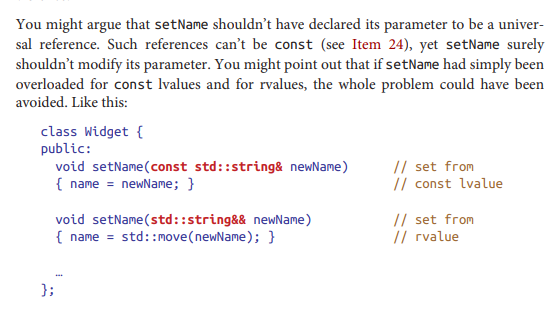 You might argue that setName shouldn’t have declared its parameter to be a univer-
sal reference. Such references can’t be const (see Item 24), yet setName surely
shouldn’t modify its parameter. You might point out that if setName had simply been
overloaded for const lvalues and for rvalues, the whole problem could have been
avoided. Like this:
class Widget {
public:
void setName(const std::string& newName) // set from
{ name = newName; } // const lvalue
void setName(std::string&& newName) // set from
{ name = std::move(newName); } // rvalue
…
};